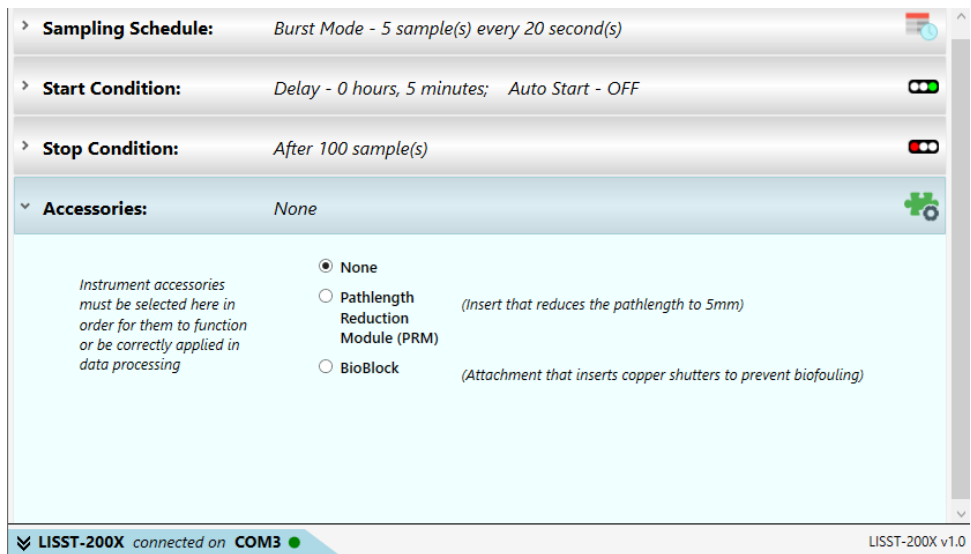 Sampling Schedule: Burst Mode - 5 sample(s) every 20 second(s)
Start Condition: Delay - 0 hours, 5 minutes; Auto Start - OFF
Stop Condition: After 100 sample(s)
Accessories: None
Instrument accessories
must be selected here in
order for them to function
or be correctly applied in
data processing
None
Pathlength
Reduction
Module (PRM)
(Insert that reduces the pathlength to 5mm)
BioBlock
(Attachment that inserts copper shutters to prevent biofouling)
LISST-200X connected on COM3
LISST-200X v1.0